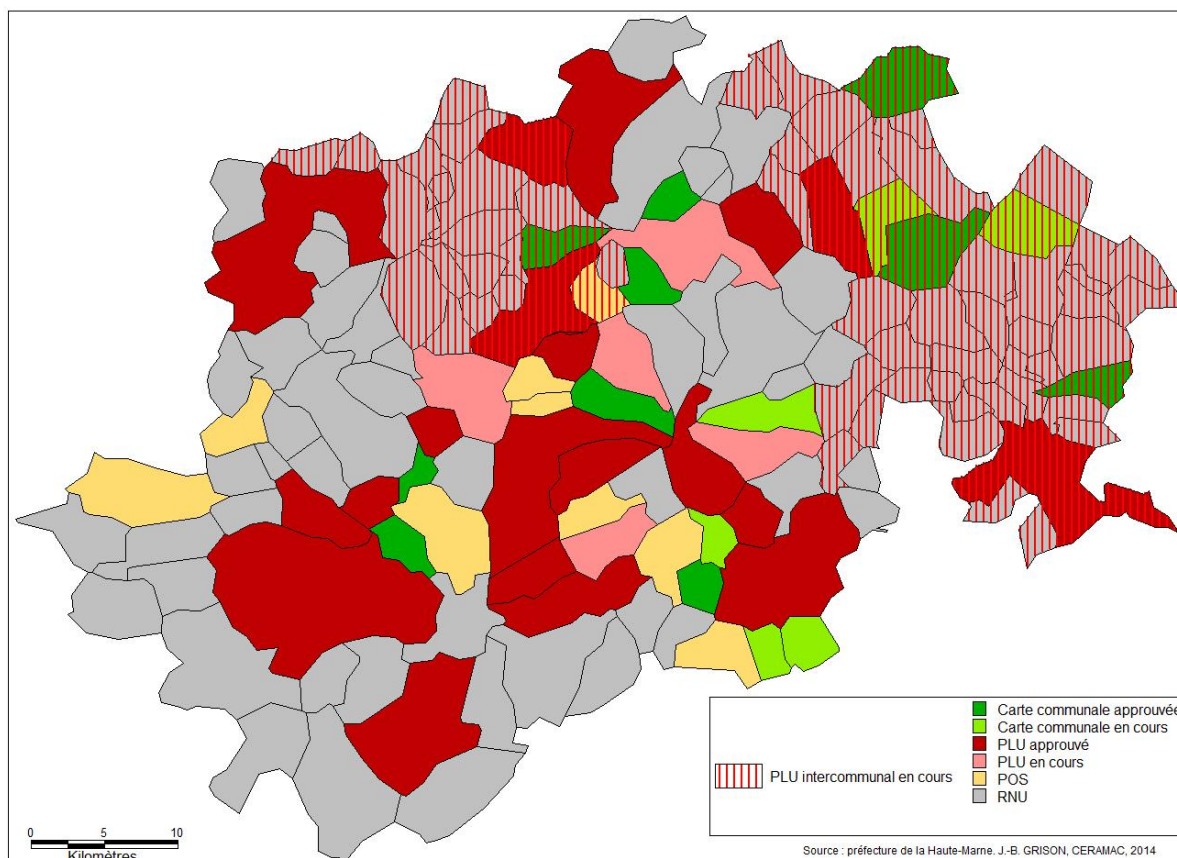 Carte communale approuvée
Carte communale en cours
PLU approuvé
PLU intercommunal en cours
PLU en cours
POS
RNU
0 5 10
Kilomètres
Source : préfecture de la Haute-Marne. J.-B. GRISON, CERAMAC, 2014